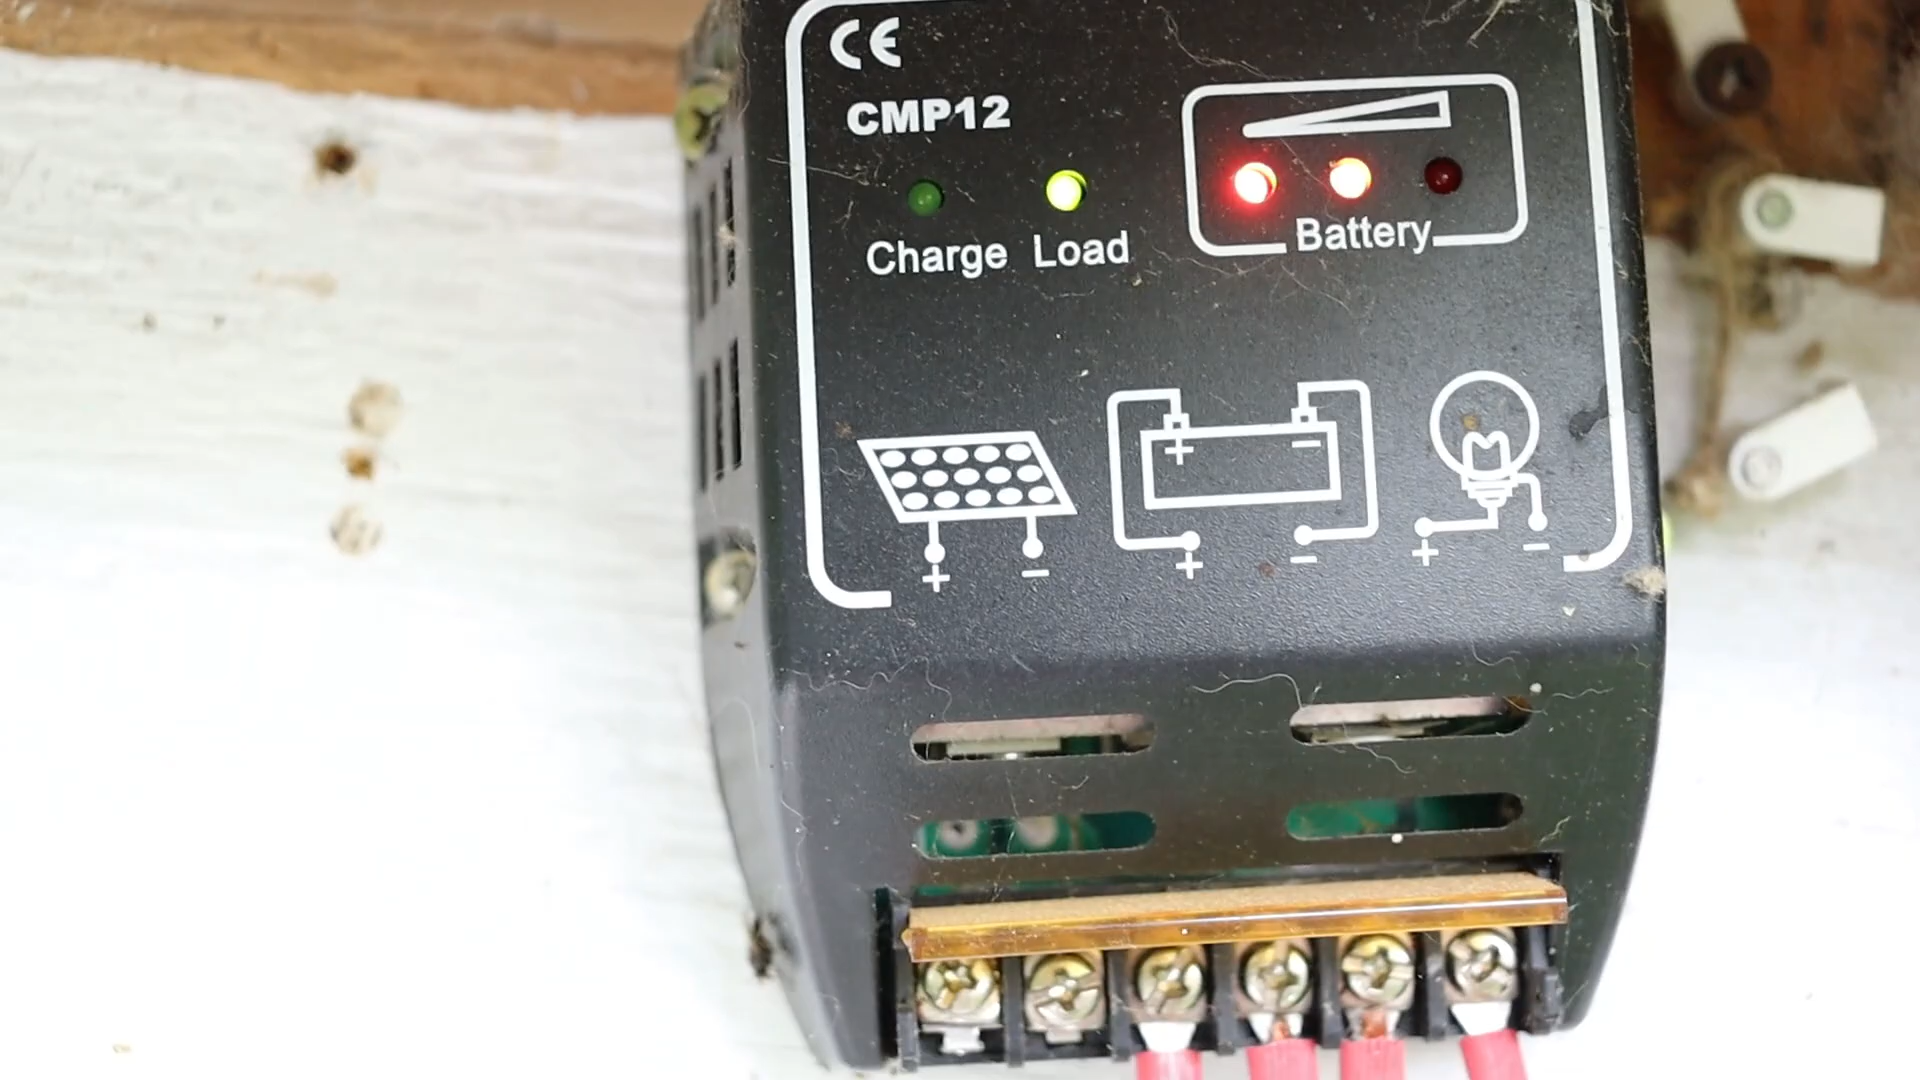 CE
CMP12
Charge Load
Battery
+ -
+ - + - + -